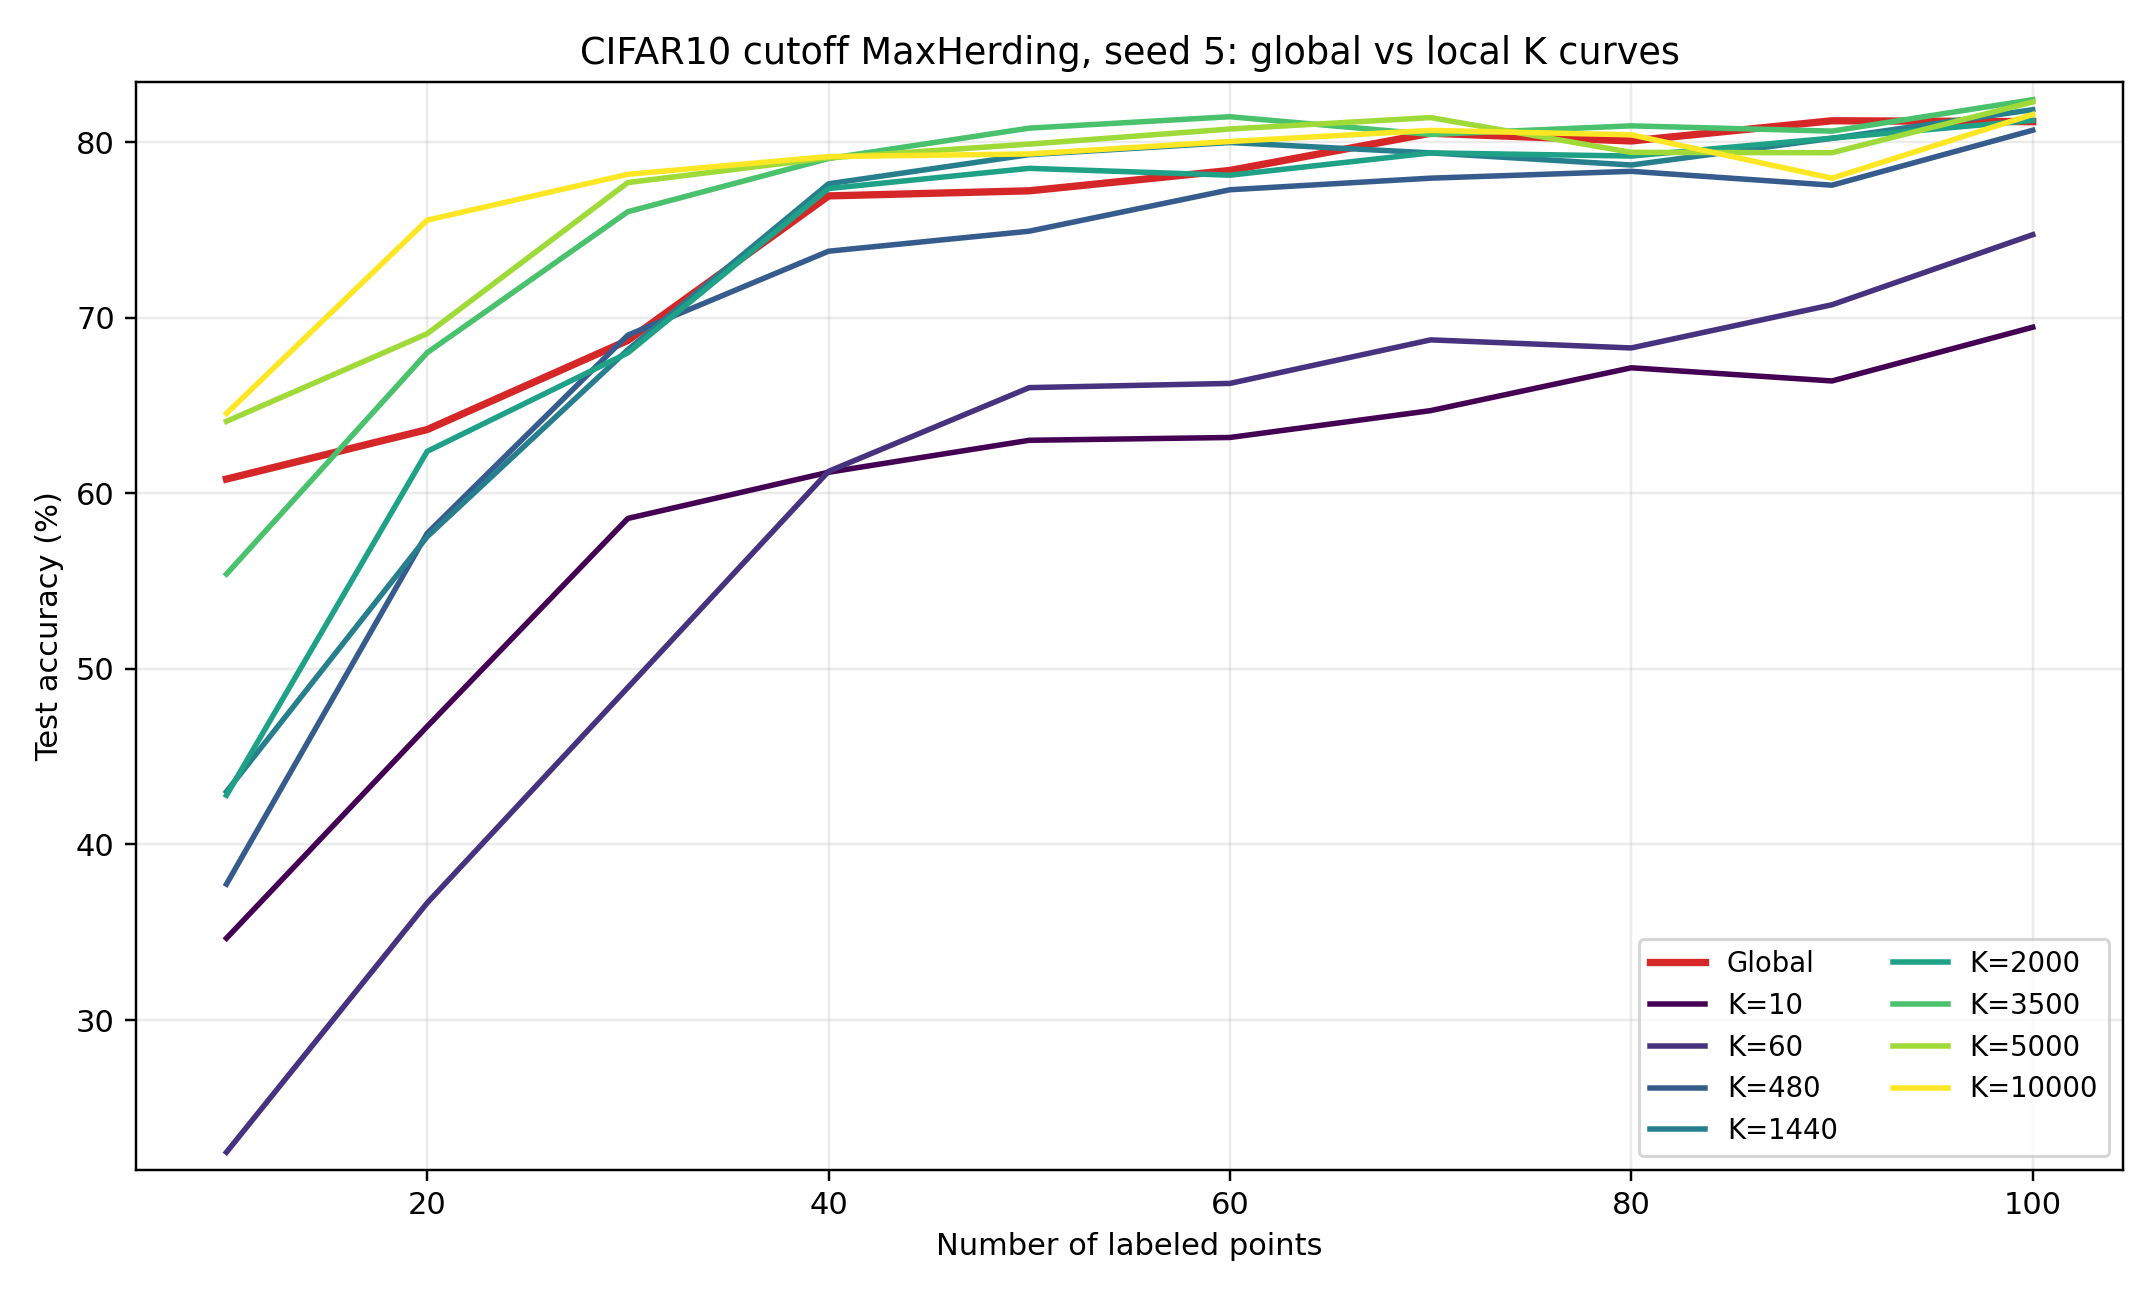 CIFAR10 cutoff MaxHerding, seed 5: global vs local K curves
80
70
60
50
40
30
Test accuracy (%)
20
40
60
80
100
Number of labeled points
Global
K=10
K=60
K=480
K=1440
K=2000
K=3500
K=5000
K=10000